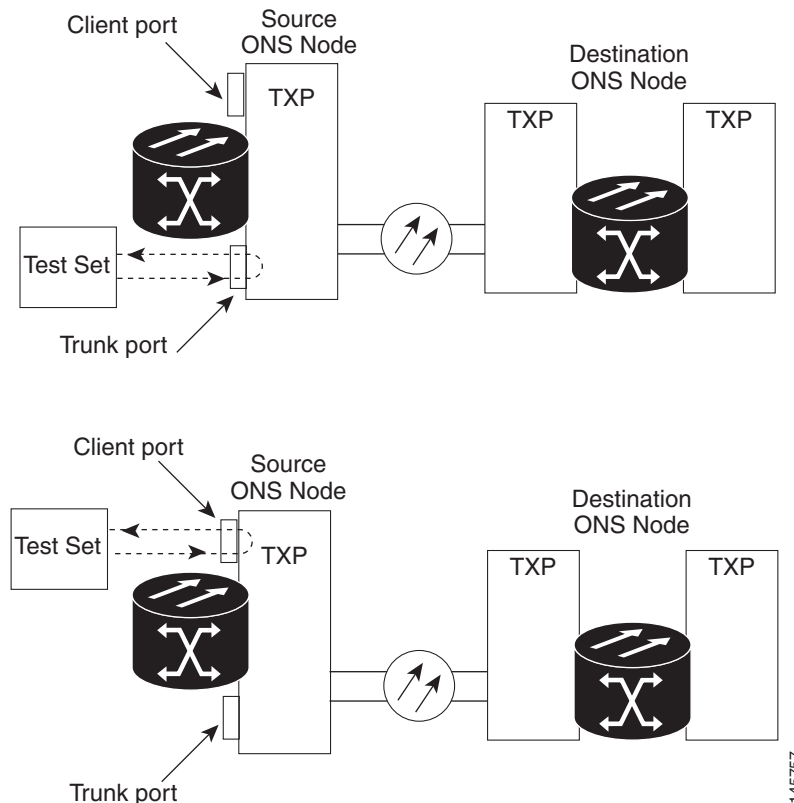 Client port
Source
ONS Node
Destination
ONS Node
TXP
TXP
TXP
Test Set
Trunk port
Client port
Source
ONS Node
Destination
ONS Node
Test Set
TXP
TXP
TXP
Trunk port
145757